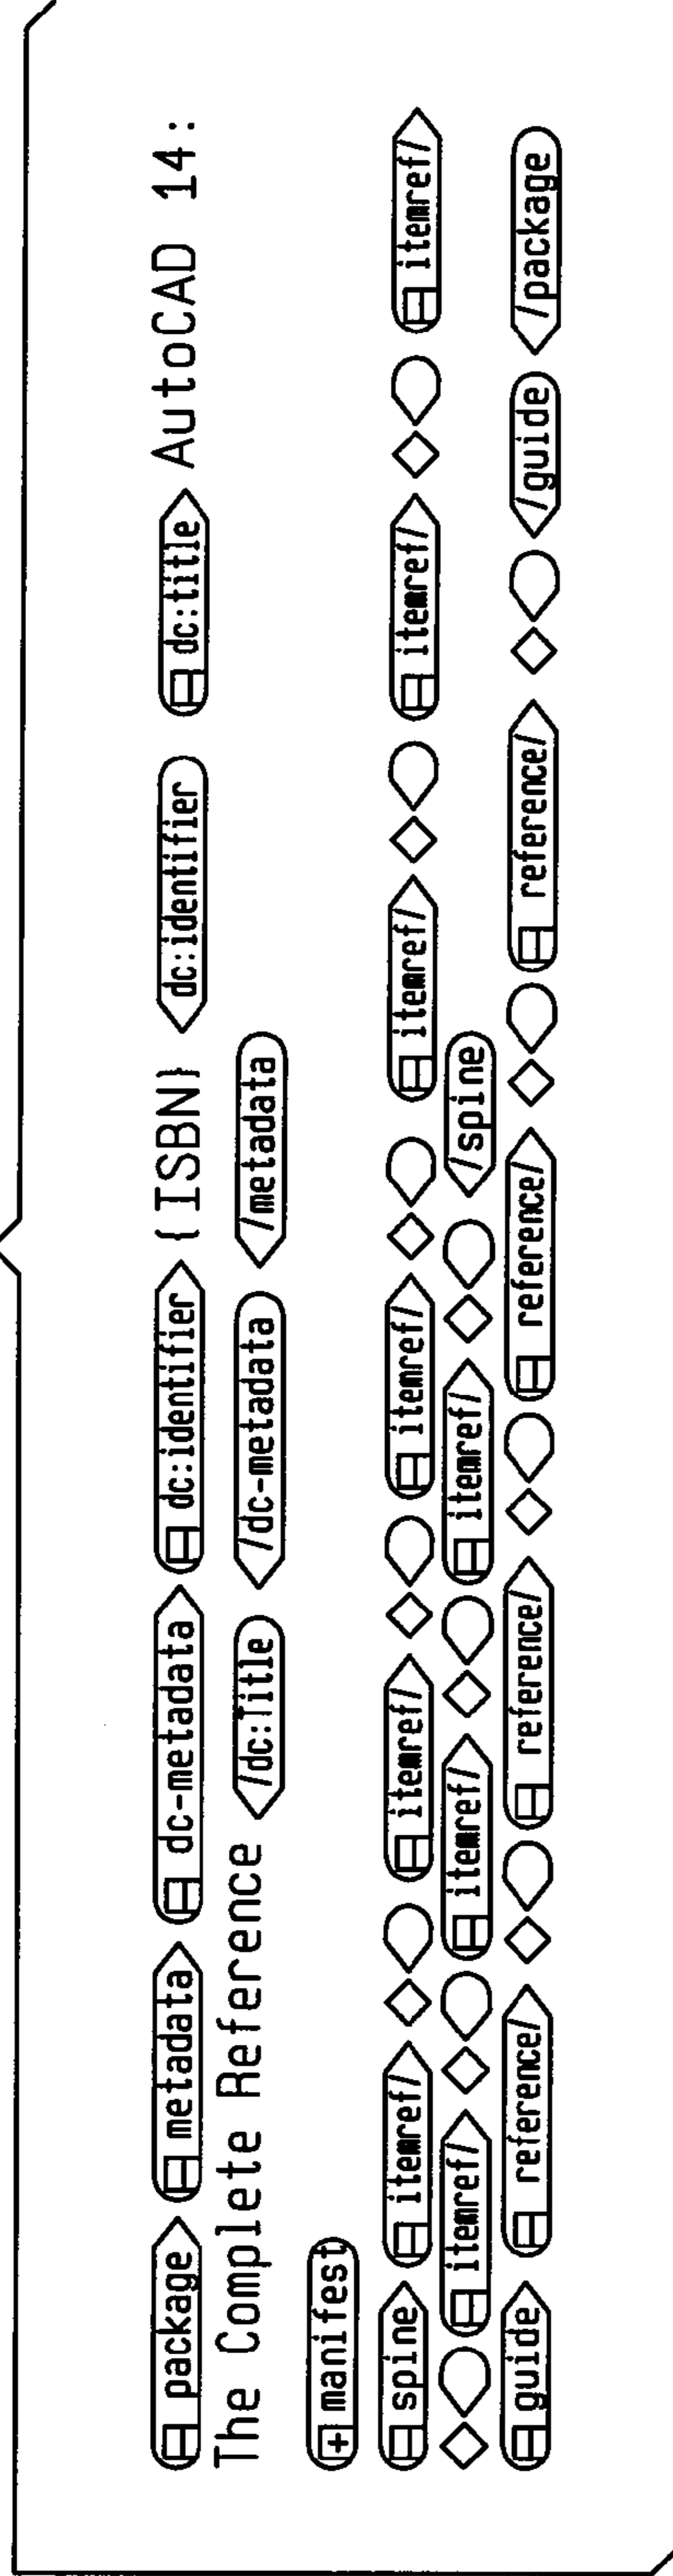 package metadata dc-metadata dc:identifier {ISBN} dc:identifier dc:title AutoCAD 14:
The Complete Reference /dc:Title /dc-metadata /metadata
+ manifest
spine itemref/ itemref/ itemref/ itemref/ itemref/ itemref/
itemref/ itemref/ itemref/ /spine
guide reference/ reference/ reference/ reference/ /guide /package